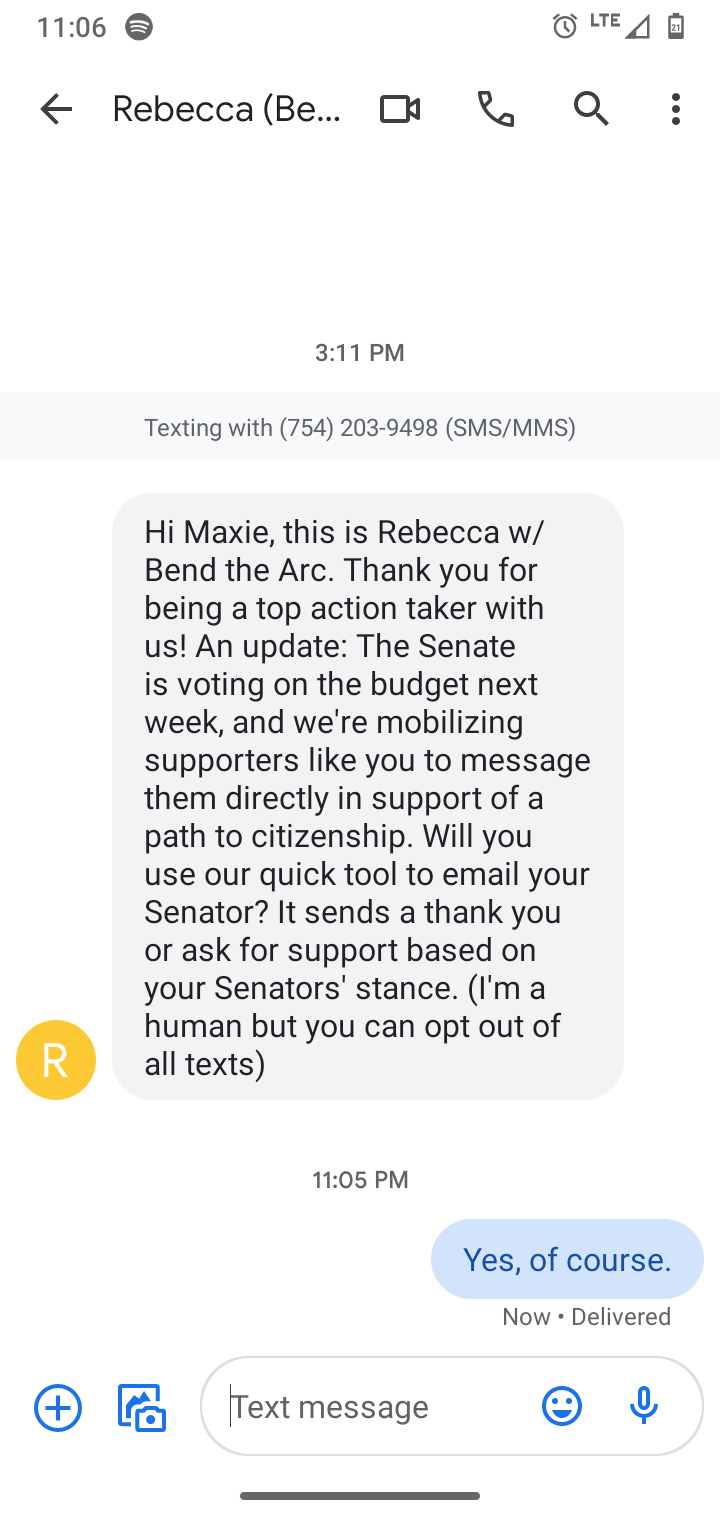 11:06 LTE 21
Rebecca (Be...
3:11 PM
Texting with (754) 203-9498 (SMS/MMS)
Hi Maxie, this is Rebecca w/
Bend the Arc. Thank you for
being a top action taker with
us! An update: The Senate
is voting on the budget next
week, and we're mobilizing
supporters like you to message
them directly in support of a
path to citizenship. Will you
use our quick tool to email your
Senator? It sends a thank you
or ask for support based on
your Senators' stance. (I'm a
human but you can opt out of
all texts)
R
11:05 PM
Yes, of course.
Now • Delivered
Text message